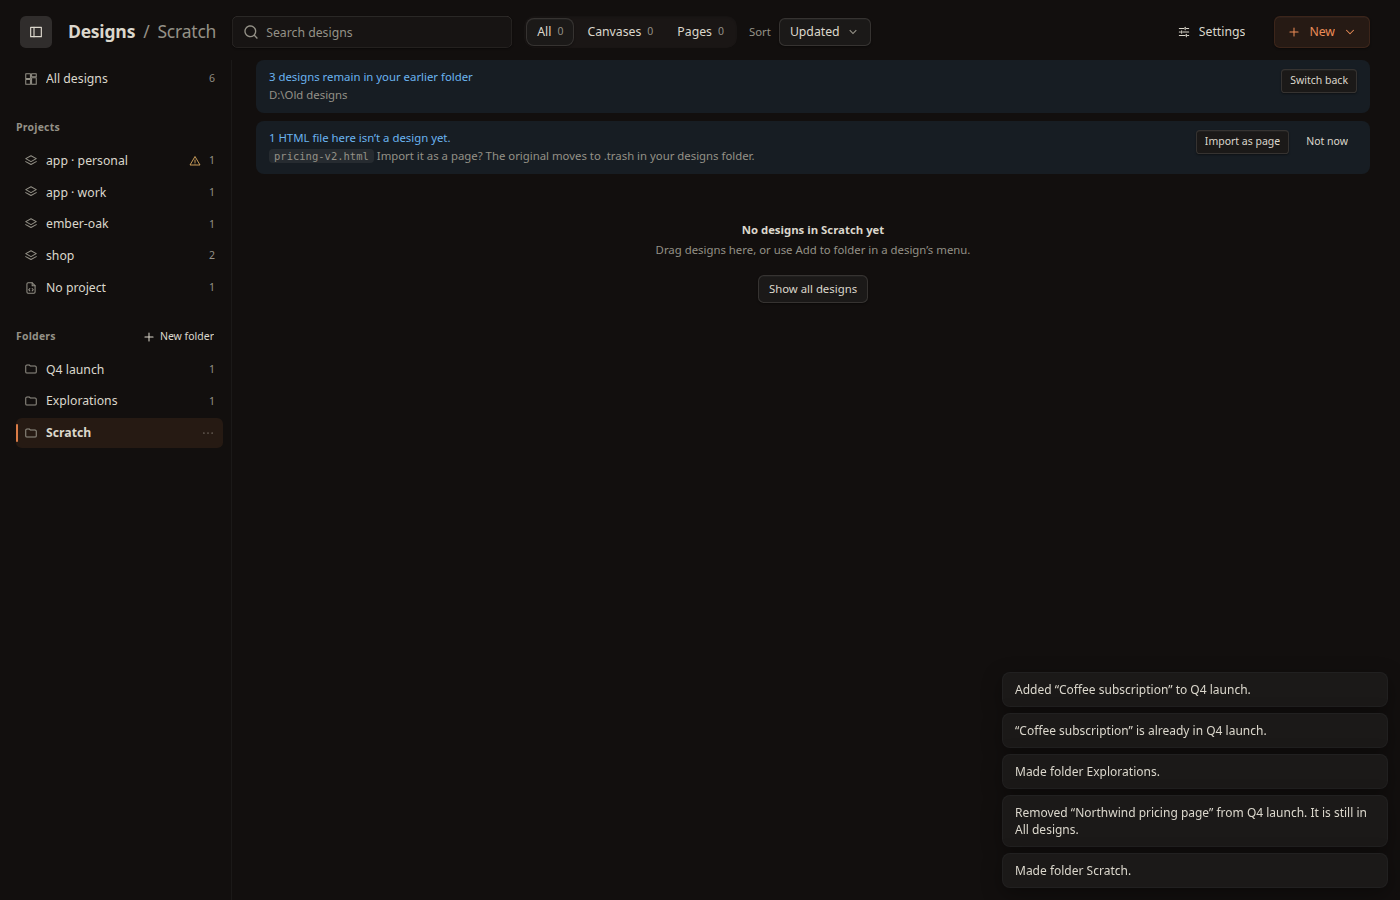 Designs / Scratch
Search designs
All 0
Canvases 0
Pages 0
Sort
Updated
Settings
New
All designs 6
Projects
app · personal 1
app · work 1
ember-oak 1
shop 2
No project 1
Folders
New folder
Q4 launch 1
Explorations 1
Scratch
3 designs remain in your earlier folder
D:\Old designs
Switch back
1 HTML file here isn't a design yet.
pricing-v2.html Import it as a page? The original moves to .trash in your designs folder.
Import as page
Not now
No designs in Scratch yet
Drag designs here, or use Add to folder in a design's menu.
Show all designs
Added “Coffee subscription” to Q4 launch.
“Coffee subscription” is already in Q4 launch.
Made folder Explorations.
Removed “Northwind pricing page” from Q4 launch. It is still in
All designs.
Made folder Scratch.